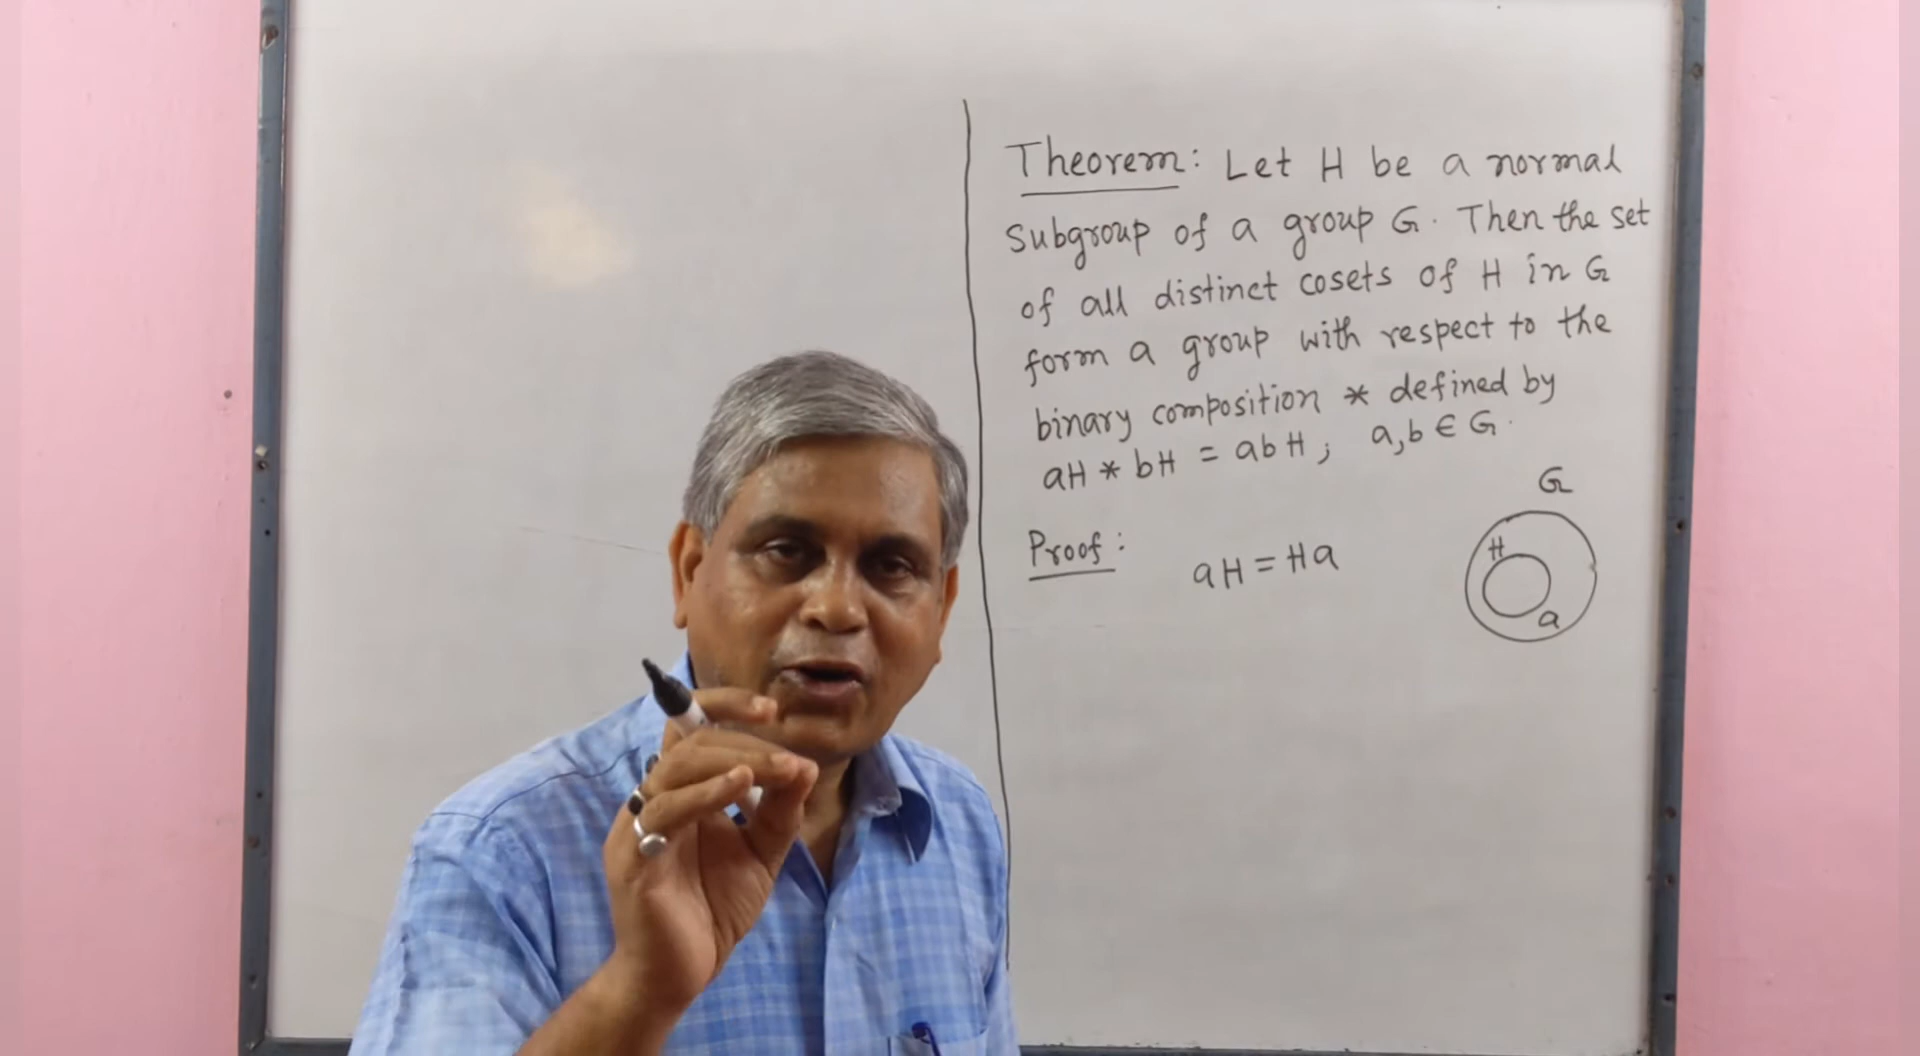 Theorem: Let H be a normal
Subgroup of a group G. Then the set
of all distinct cosets of H in G
form a group with respect to the
binary composition * defined by
aH * bH = abH; a,b ∈ G.
G
Proof: aH = Ha
H
a